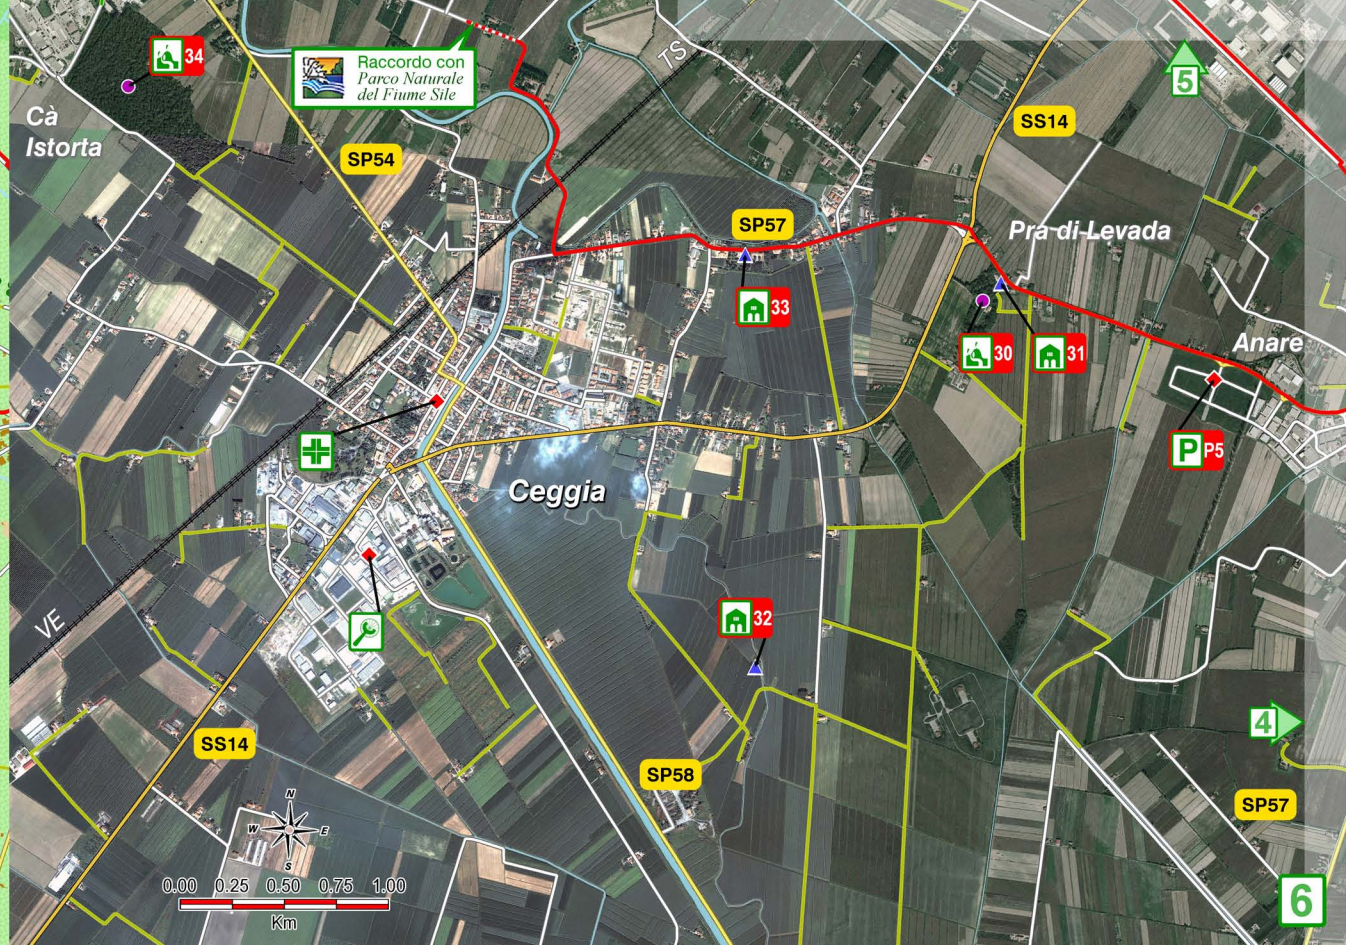 34
Raccordo con
Parco Naturale
del Fiume Sile
TS
5
Cà
Istorta
SP54
SS14
SP57
Prà di Levada
33
30
31
Anare
P
P5
Ceggia
VE
32
SS14
SP58
4
SP57
N
W
E
S
0.00 0.25 0.50 0.75 1.00
Km
6